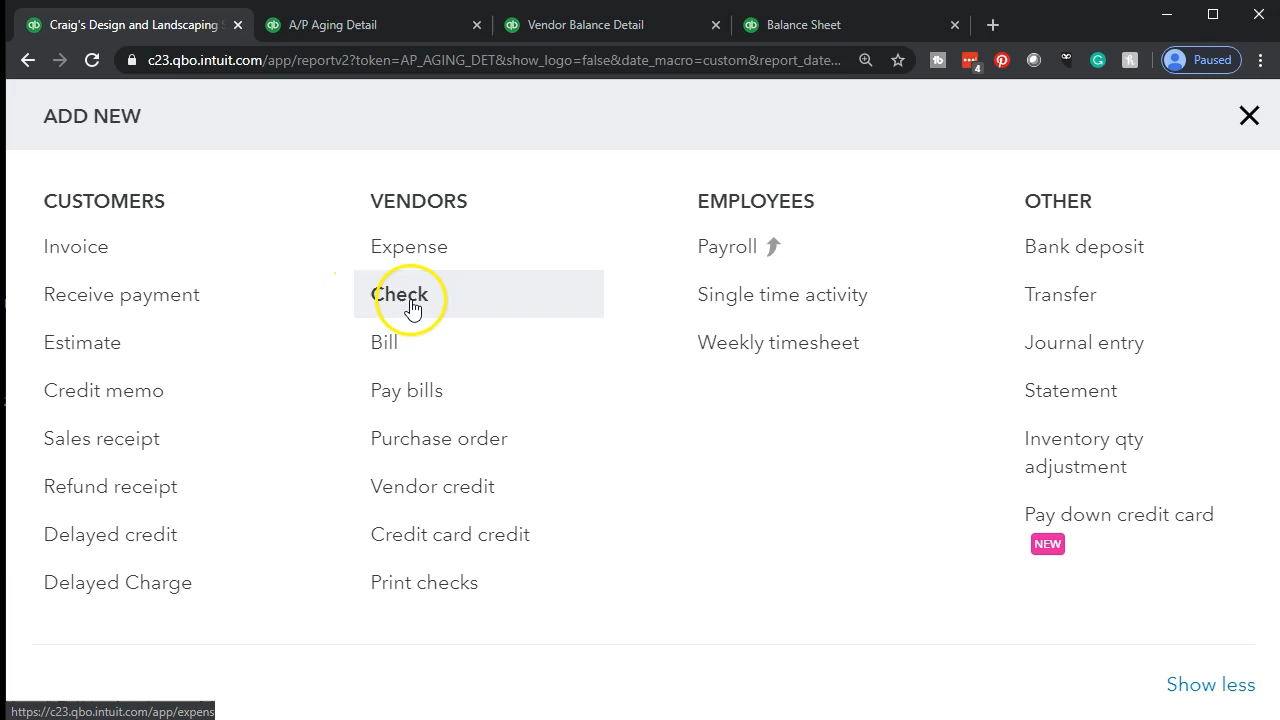 Craig's Design and Landscaping S
A/P Aging Detail
Vendor Balance Detail
Balance Sheet
c23.qbo.intuit.com/app/reportv2?token=AP_AGING_DET&show_logo=false&date_macro=custom&report_date...
4
Paused
ADD NEW
CUSTOMERS
Invoice
Receive payment
Estimate
Credit memo
Sales receipt
Refund receipt
Delayed credit
Delayed Charge
VENDORS
Expense
Check
Bill
Pay bills
Purchase order
Vendor credit
Credit card credit
Print checks
EMPLOYEES
Payroll
Single time activity
Weekly timesheet
OTHER
Bank deposit
Transfer
Journal entry
Statement
Inventory qty
adjustment
Pay down credit card
NEW
Show less
https://c23.qbo.intuit.com/app/expens